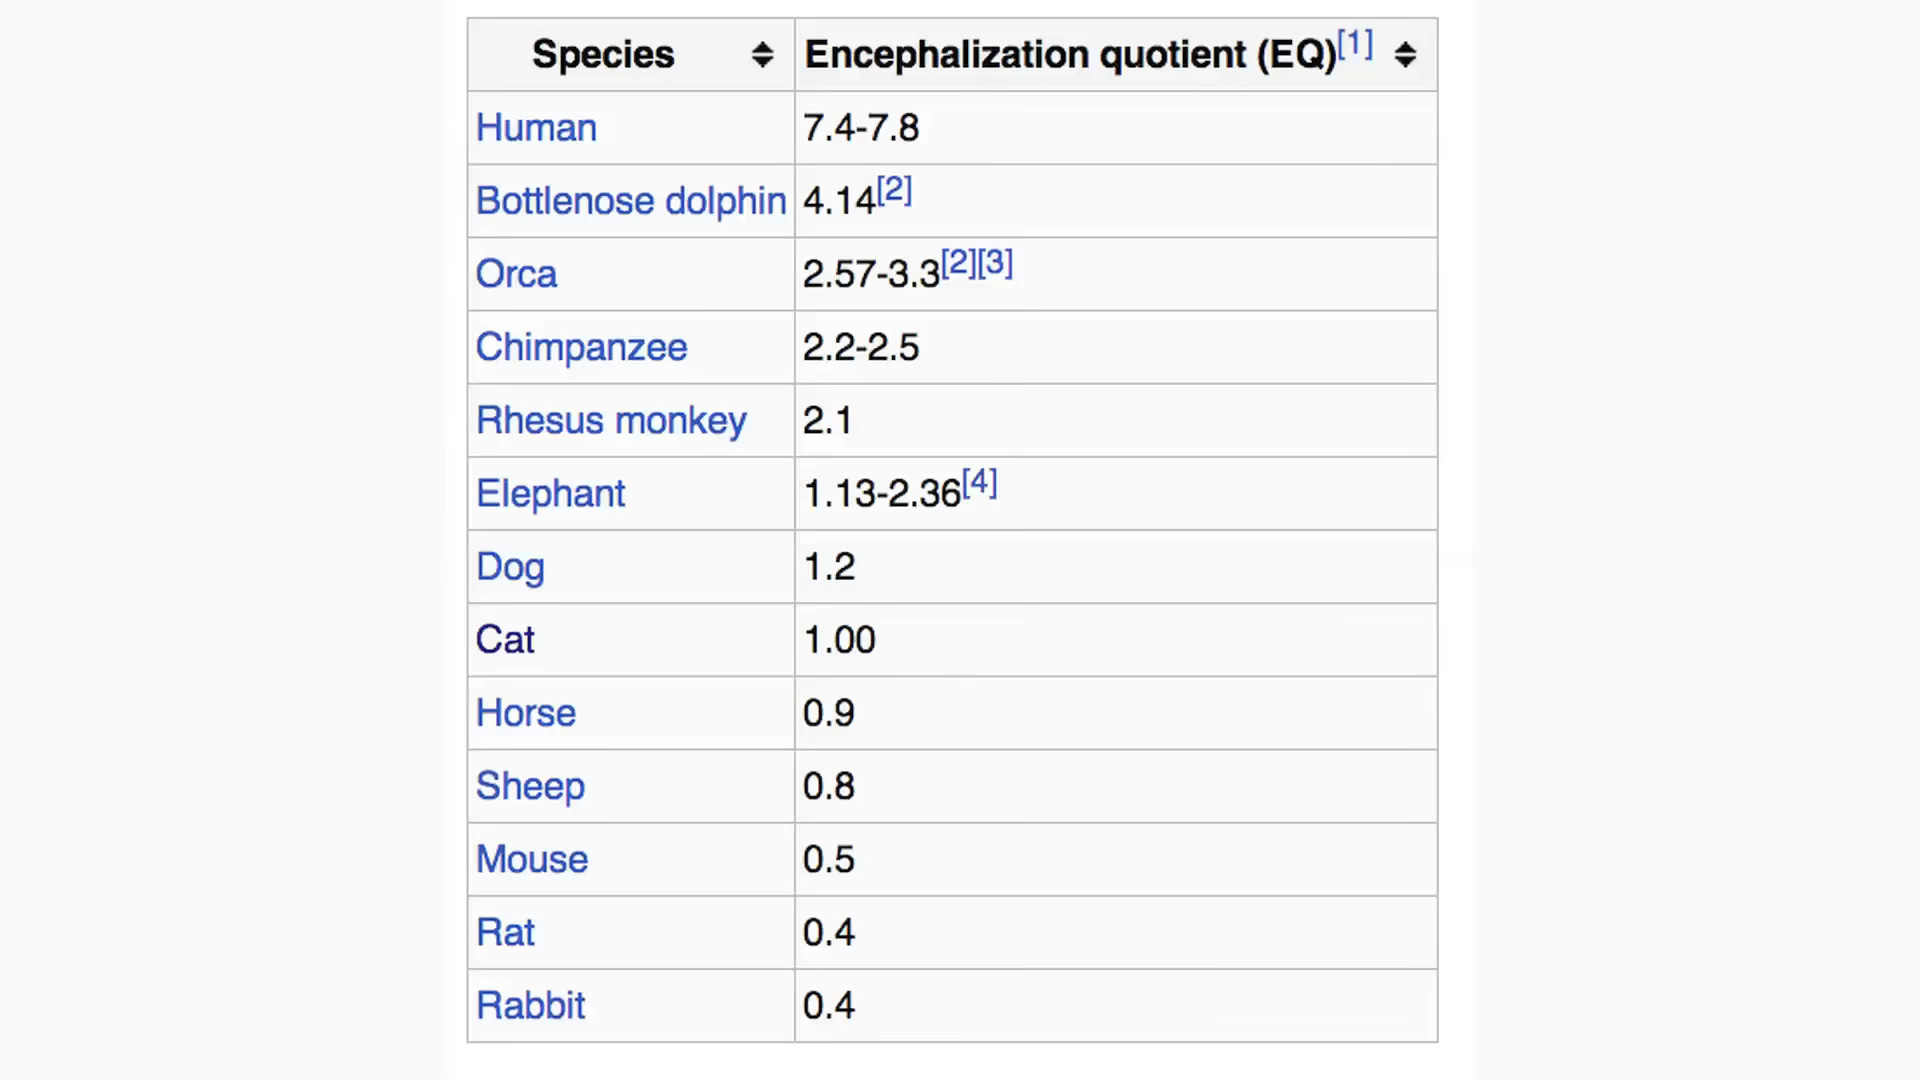 Species Encephalization quotient (EQ)[1]
Human 7.4-7.8
Bottlenose dolphin 4.14[2]
Orca 2.57-3.3[2][3]
Chimpanzee 2.2-2.5
Rhesus monkey 2.1
Elephant 1.13-2.36[4]
Dog 1.2
Cat 1.00
Horse 0.9
Sheep 0.8
Mouse 0.5
Rat 0.4
Rabbit 0.4